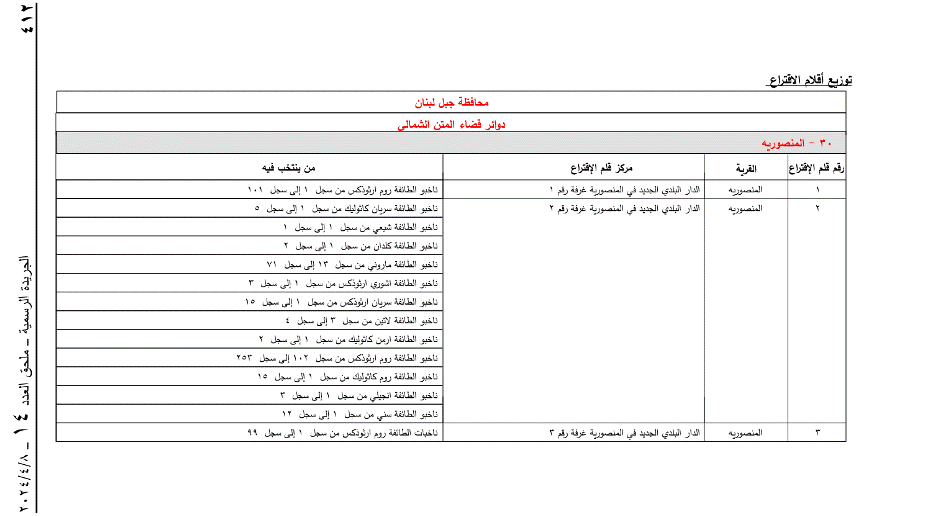 ٤١٢
الجريدة الرسمية – ملحق العدد ١٤ – ٢٠٢٤/٤/٨
توزيع أقلام الاقتراع
محافظة جبل لبنان
دوائر قضاء المتن الشمالي
٣٠ - المنصوريه
رقم قلم الإقتراع القرية مركز قلم الإقتراع من ينتخب فيه
١ المنصوريه الدار البلدي الجديد في المنصورية غرفة رقم ١ ناخبو الطائفة روم ارثوذكس من سجل ١ إلى سجل ١٠١
٢ المنصوريه الدار البلدي الجديد في المنصورية غرفة رقم ٢ ناخبو الطائفة سريان كاثوليك من سجل ١ إلى سجل ٥
ناخبو الطائفة شيعي من سجل ١ إلى سجل ١
ناخبو الطائفة كلدان من سجل ١ إلى سجل ٢
ناخبو الطائفة ماروني من سجل ١٣ إلى سجل ٧١
ناخبو الطائفة اشوري ارثوذكس من سجل ١ إلى سجل ٣
ناخبو الطائفة سريان ارثوذكس من سجل ١ إلى سجل ١٥
ناخبو الطائفة لاتين من سجل ٣ إلى سجل ٤
ناخبو الطائفة ارمن كاثوليك من سجل ١ إلى سجل ٢
ناخبو الطائفة روم ارثوذكس من سجل ١٠٢ إلى سجل ٢٥٣
ناخبو الطائفة روم كاثوليك من سجل ١ إلى سجل ١٥
ناخبو الطائفة انجيلي من سجل ١ إلى سجل ٣
ناخبو الطائفة سني من سجل ١ إلى سجل ١٢
٣ المنصوريه الدار البلدي الجديد في المنصورية غرفة رقم ٣ ناخبات الطائفة روم ارثوذكس من سجل ١ إلى سجل ٩٩